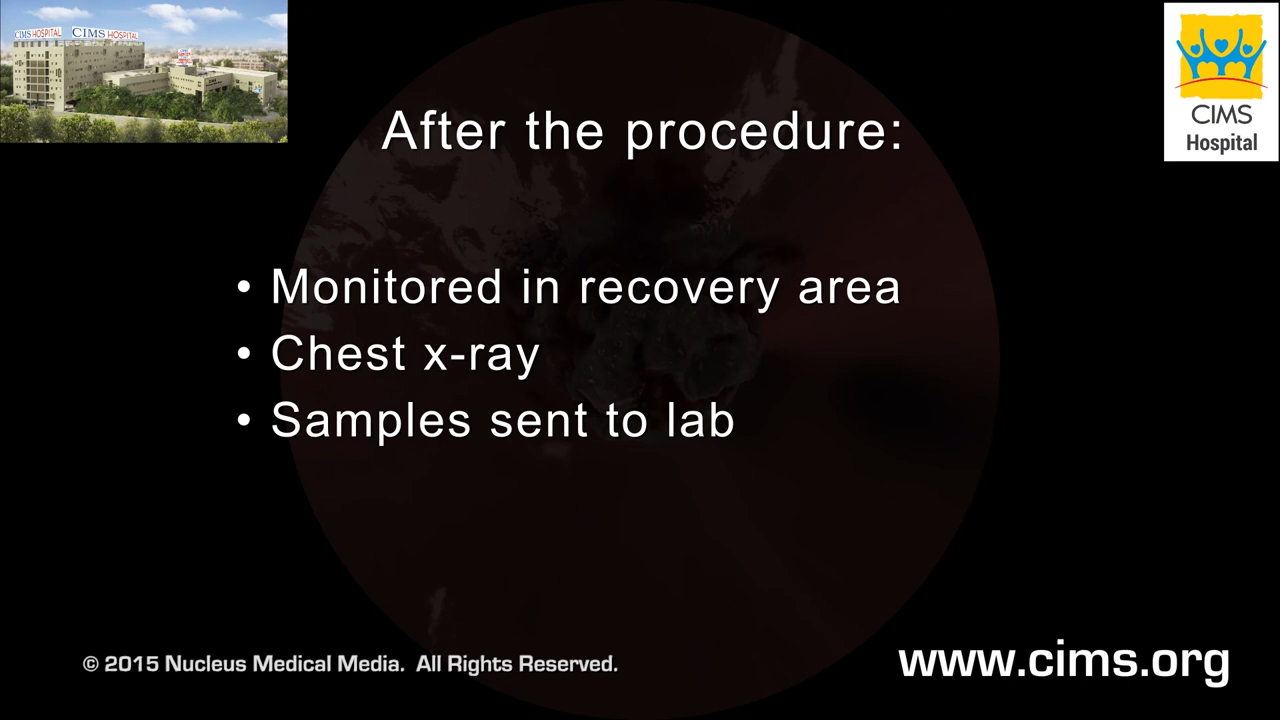 CIMS HOSPITAL CIMS HOSPITAL
CIMS
Hospital
After the procedure:
• Monitored in recovery area
• Chest x-ray
• Samples sent to lab
© 2015 Nucleus Medical Media. All Rights Reserved.
www.cims.org